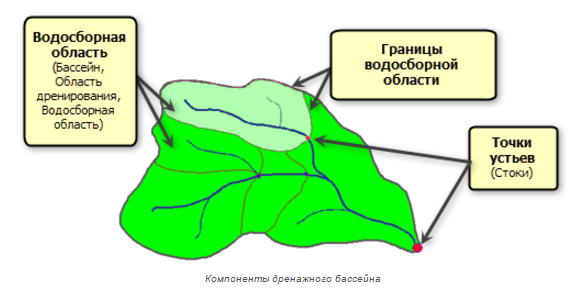 Водосборная
область
(Бассейн,
Область
дренирования,
Водосборная
область)
Границы
водосборной
области
Точки
устьев
(Стоки)
Компоненты дренажного бассейна